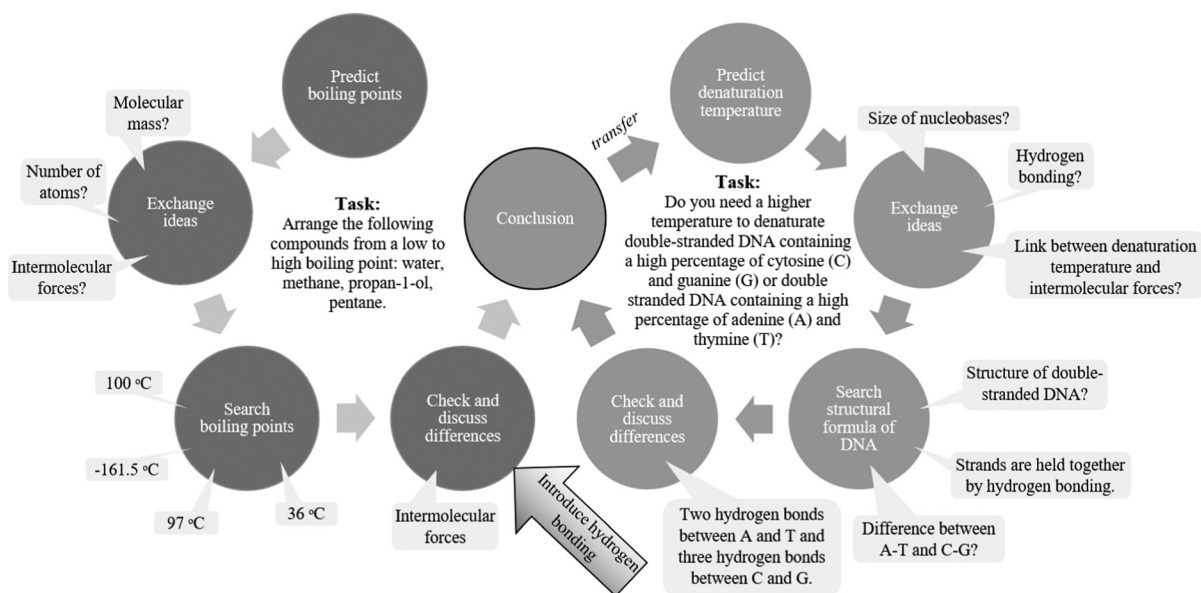 Predict
boiling points
Molecular
mass?
Number of
atoms?
Exchange
ideas
Intermolecular
forces?
Task:
Arrange the following
compounds from a low to
high boiling point: water,
methane, propan-1-ol,
pentane.
100 °C
-161.5 °C
97 °C
36 °C
Search
boiling points
Check and
discuss
differences
Intermolecular
forces
Introduce hydrogen
bonding
Conclusion
transfer
Predict
denaturation
temperature
Task:
Do you need a higher
temperature to denaturate
double-stranded DNA containing
a high percentage of cytosine (C)
and guanine (G) or double
stranded DNA containing a high
percentage of adenine (A) and
thymine (T)?
Size of nucleobases?
Hydrogen
bonding?
Exchange
ideas
Link between denaturation
temperature and
intermolecular forces?
Search
structural
formula of
DNA
Structure of double-
stranded DNA?
Strands are held together
by hydrogen bonding.
Difference between
A-T and C-G?
Check and
discuss
differences
Two hydrogen bonds
between A and T and
three hydrogen bonds
between C and G.